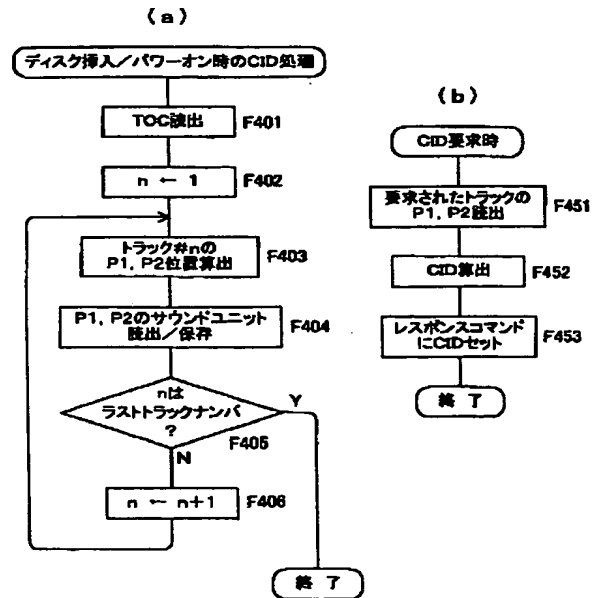 (a)
ディスク挿入/パワーオン時のCID処理
TOC読出
F401
n ← 1
F402
トラック#nの
P1, P2位置算出
F403
P1, P2のサウンドユニット
読出/保存
F404
nは
ラストトラックナンバ
?
Y
F405
N
n ← n+1
F406
終 了
(b)
CID要求時
要求されたトラックの
P1, P2読出
F451
CID算出
F452
レスポンスコマンド
にCIDセット
F453
終 了